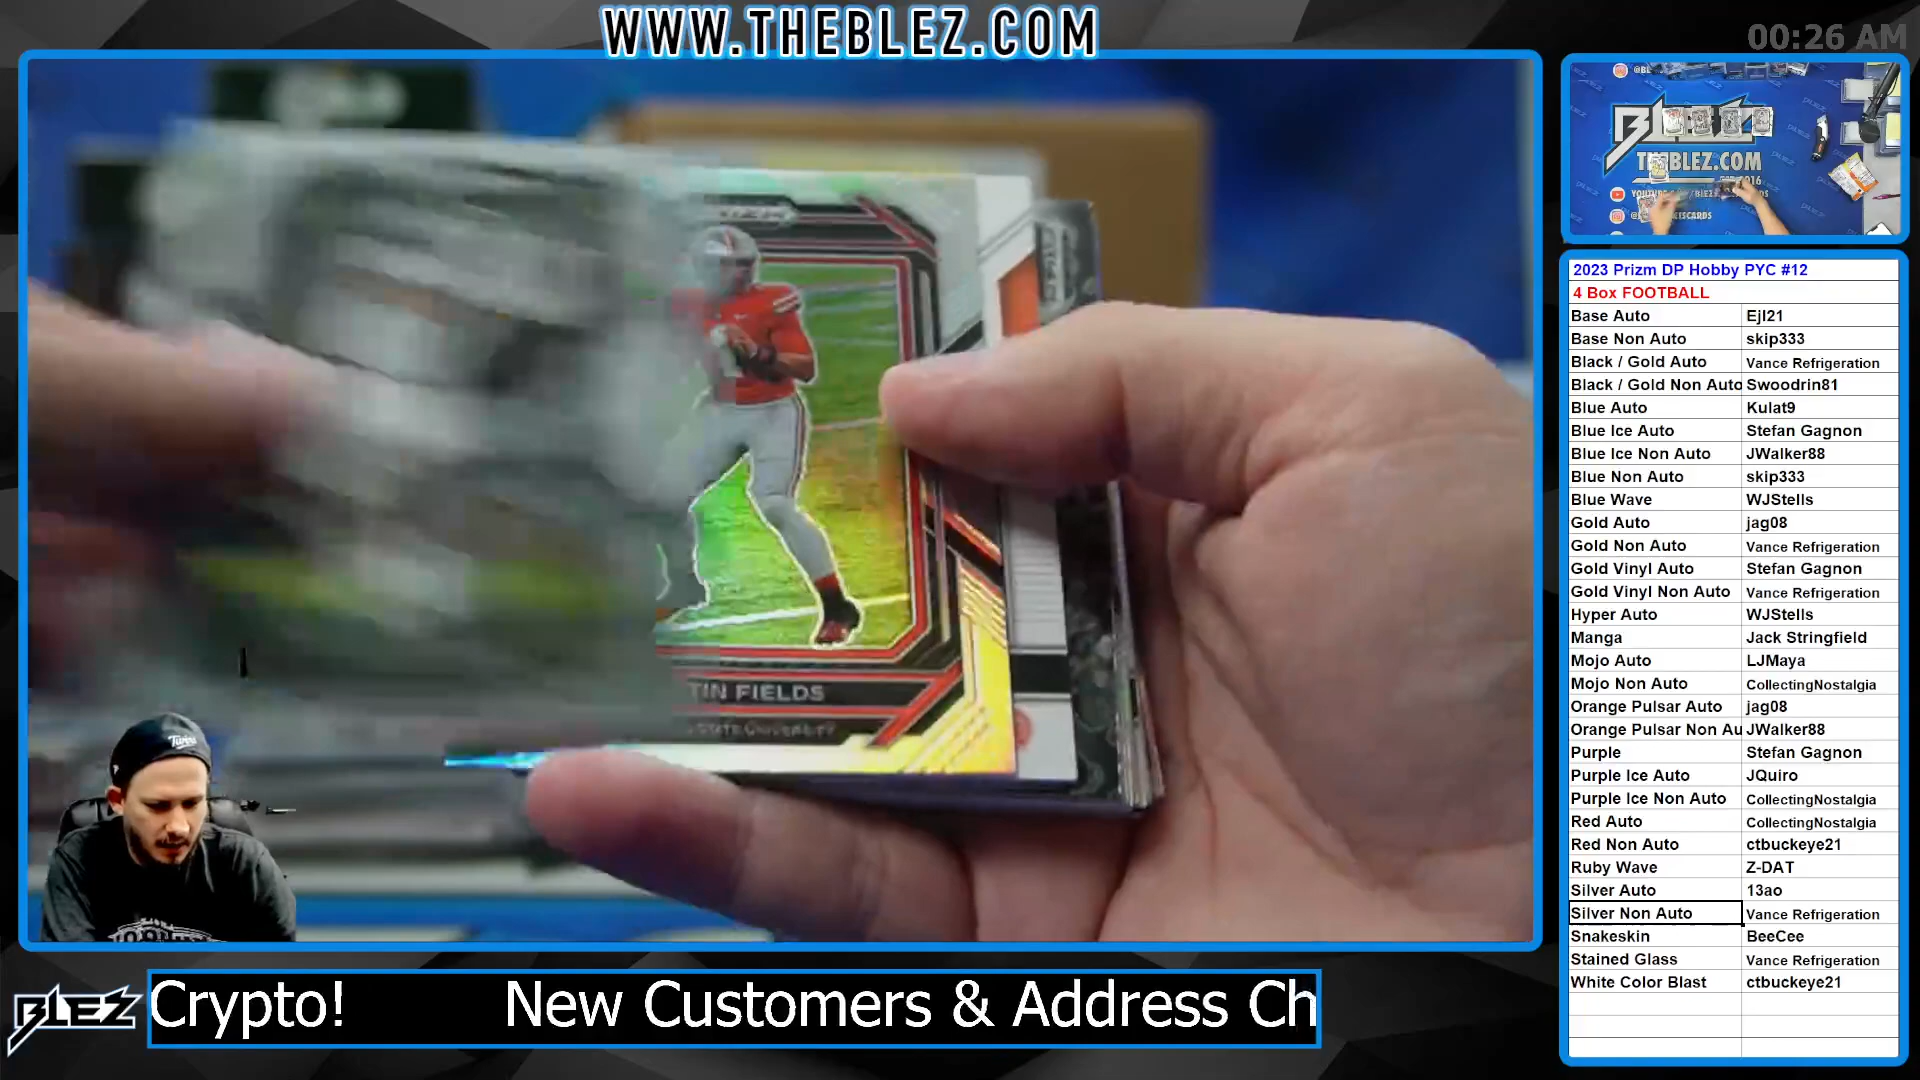 WWW.THEBLEZ.COM
00:26 AM
BLEZ
THEBLEZ.COM
2023 Prizm DP Hobby PYC #12
4 Box FOOTBALL
Base Auto Ejl21
Base Non Auto skip333
Black / Gold Auto Vance Refrigeration
Black / Gold Non Auto Swoodrin81
Blue Auto Kulat9
Blue Ice Auto Stefan Gagnon
Blue Ice Non Auto JWalker88
Blue Non Auto skip333
Blue Wave WJStells
Gold Auto jag08
Gold Non Auto Vance Refrigeration
Gold Vinyl Auto Stefan Gagnon
Gold Vinyl Non Auto Vance Refrigeration
Hyper Auto WJStells
Manga Jack Stringfield
Mojo Auto LJMaya
Mojo Non Auto CollectingNostalgia
Orange Pulsar Auto jag08
Orange Pulsar Non Au JWalker88
Purple Stefan Gagnon
Purple Ice Auto JQuiro
Purple Ice Non Auto CollectingNostalgia
Red Auto CollectingNostalgia
Red Non Auto ctbuckeye21
Ruby Wave Z-DAT
Silver Auto 13ao
Silver Non Auto Vance Refrigeration
Snakeskin BeeCee
Stained Glass Vance Refrigeration
White Color Blast ctbuckeye21
TIN FIELDS
STATE UNIVERSITY
BLEZ
Crypto! New Customers & Address Ch